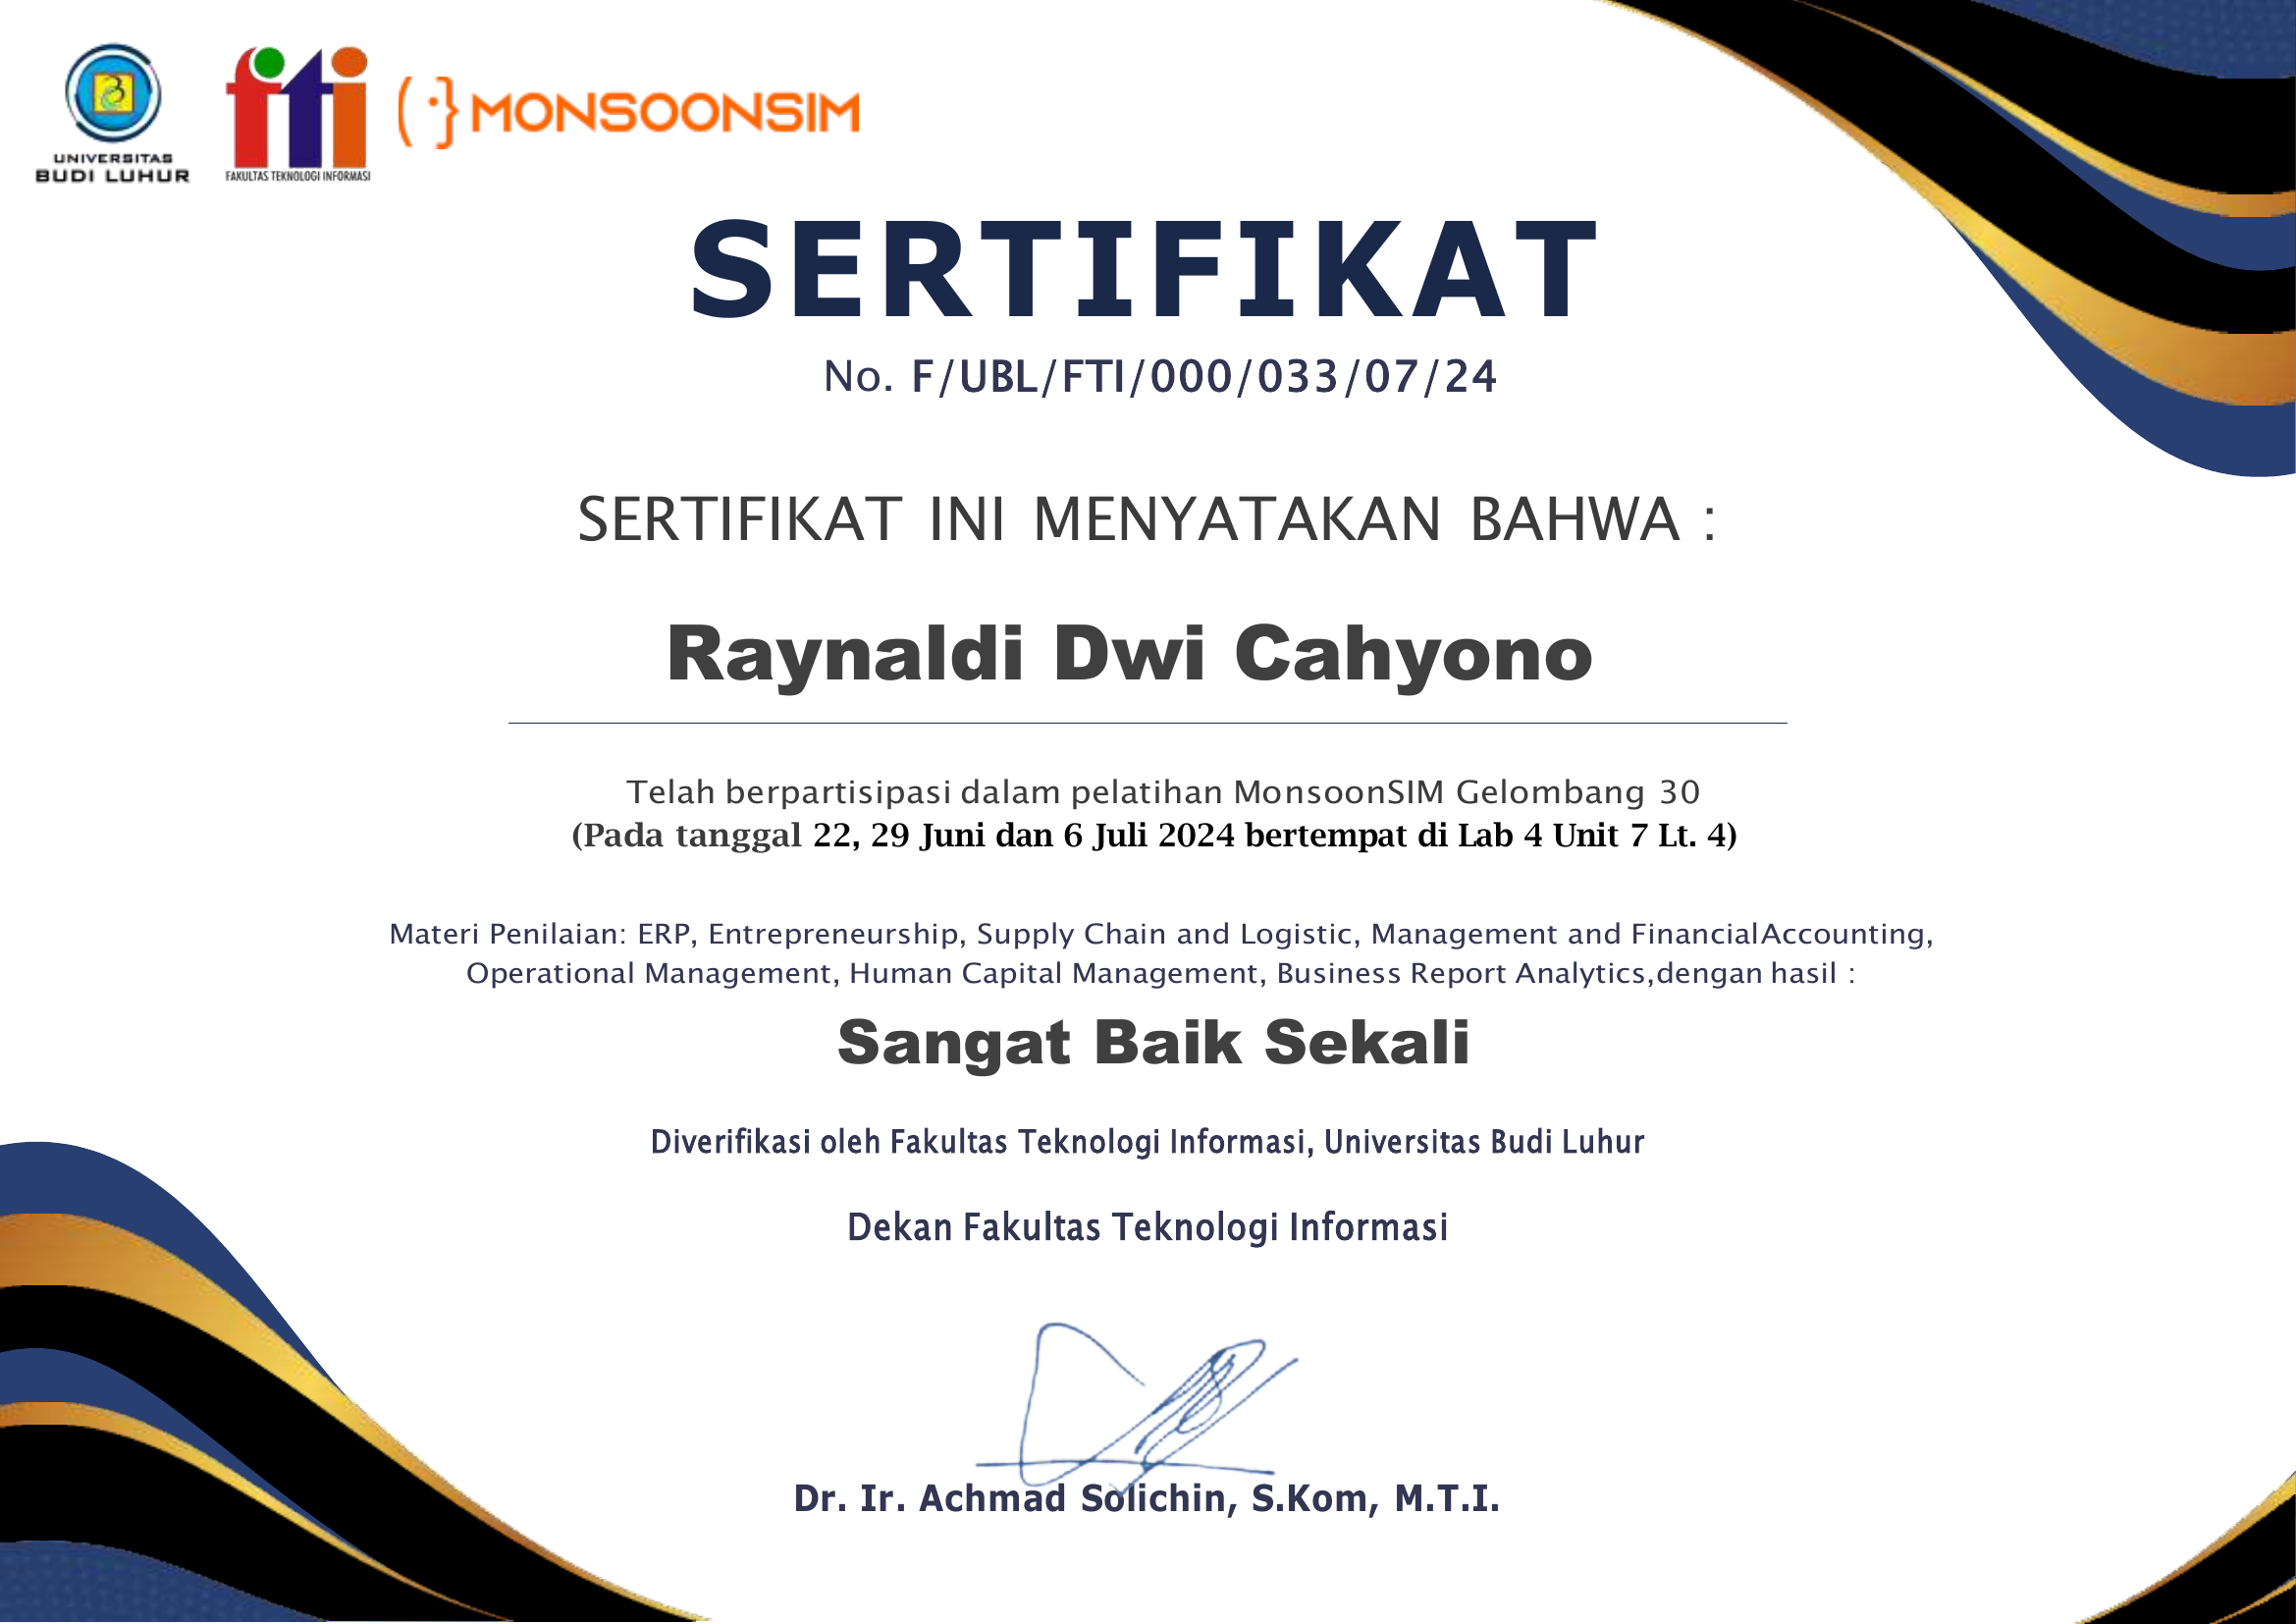 UNIVERSITAS
BUDI LUHUR
fti
FAKULTAS TEKNOLOGI INFORMASI
MONSOONSIM
SERTIFIKAT
No. F/UBL/FTI/000/033/07/24
SERTIFIKAT INI MENYATAKAN BAHWA :
Raynaldi Dwi Cahyono
Telah berpartisipasi dalam pelatihan MonsoonSIM Gelombang 30
(Pada tanggal 22, 29 Juni dan 6 Juli 2024 bertempat di Lab 4 Unit 7 Lt. 4)
Materi Penilaian: ERP, Entrepreneurship, Supply Chain and Logistic, Management and FinancialAccounting,
Operational Management, Human Capital Management, Business Report Analytics,dengan hasil :
Sangat Baik Sekali
Diverifikasi oleh Fakultas Teknologi Informasi, Universitas Budi Luhur
Dekan Fakultas Teknologi Informasi
Dr. Ir. Achmad Solichin, S.Kom, M.T.I.